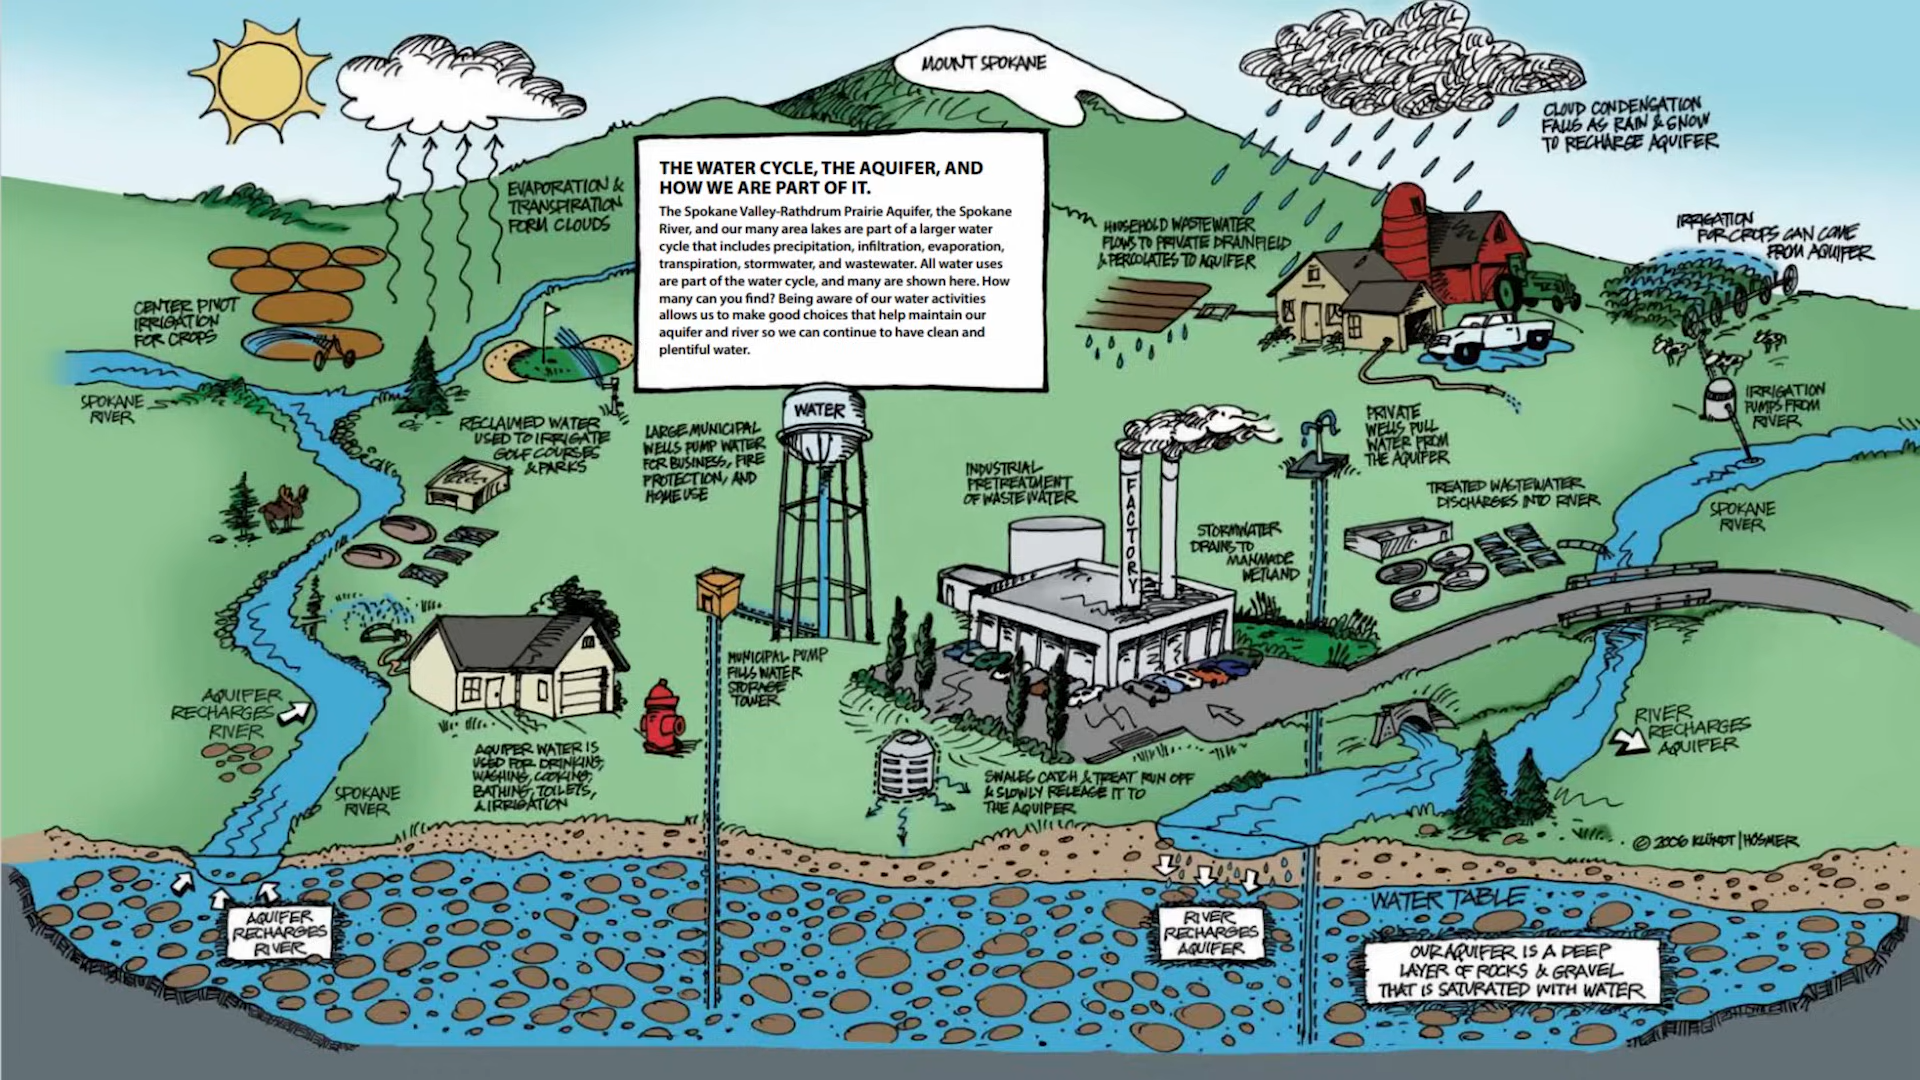 MOUNT SPOKANE
CLOUD CONDENSATION
FALLS AS RAIN & SNOW
TO RECHARGE AQUIFER
THE WATER CYCLE, THE AQUIFER, AND
HOW WE ARE PART OF IT.
The Spokane Valley-Rathdrum Prairie Aquifer, the Spokane
River, and our many area lakes are part of a larger water
cycle that includes precipitation, infiltration, evaporation,
transpiration, stormwater, and wastewater. All water uses
are part of the water cycle, and many are shown here. How
many can you find? Being aware of our water activities
allows us to make good choices that help maintain our
aquifer and river so we can continue to have clean and
plentiful water.
EVAPORATION &
TRANSPIRATION
FORM CLOUDS
HOUSEHOLD WASTEWATER
FLOWS TO PRIVATE DRAINFIELD
& PERCOLATES TO AQUIFER
IRRIGATION
FOR CROPS CAN COME
FROM AQUIFER
CENTER PIVOT
IRRIGATION
FOR CROPS
SPOKANE
RIVER
RECLAIMED WATER
USED TO IRRIGATE
GOLF COURSES
& PARKS
LARGE MUNICIPAL
WELLS PUMP WATER
FOR BUSINESS, FIRE
PROTECTION, AND
HOME USE
WATER
INDUSTRIAL
PRETREATMENT
OF WASTEWATER
FACTORY
PRIVATE
WELLS PULL
WATER FROM
THE AQUIFER
IRRIGATION
PUMPS FROM
RIVER
TREATED WASTEWATER
DISCHARGES INTO RIVER
SPOKANE
RIVER
STORMWATER
DRAINS TO
MANMADE
WETLAND
MUNICIPAL PUMP
FILLS WATER
STORAGE
TOWER
AQUIFER
RECHARGES
RIVER
SPOKANE
RIVER
AQUIFER WATER IS
USED FOR DRINKING,
WASHING, COOKING,
BATHING, TOILETS,
& IRRIGATION
SWALES CATCH & TREAT RUN OFF
& SLOWLY RELEASE IT TO
THE AQUIFER
RIVER
RECHARGES
AQUIFER
© 2006 KLÜNDT | HOSMER
AQUIFER
RECHARGES
RIVER
RIVER
RECHARGES
AQUIFER
WATER TABLE
OUR AQUIFER IS A DEEP
LAYER OF ROCKS & GRAVEL
THAT IS SATURATED WITH WATER